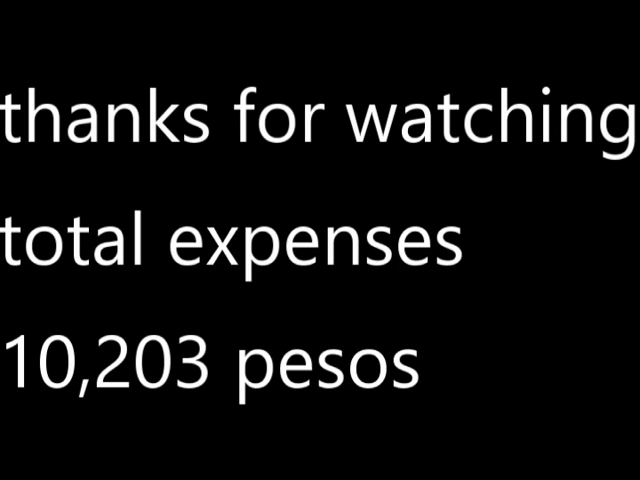 thanks for watching
total expenses
10,203 pesos